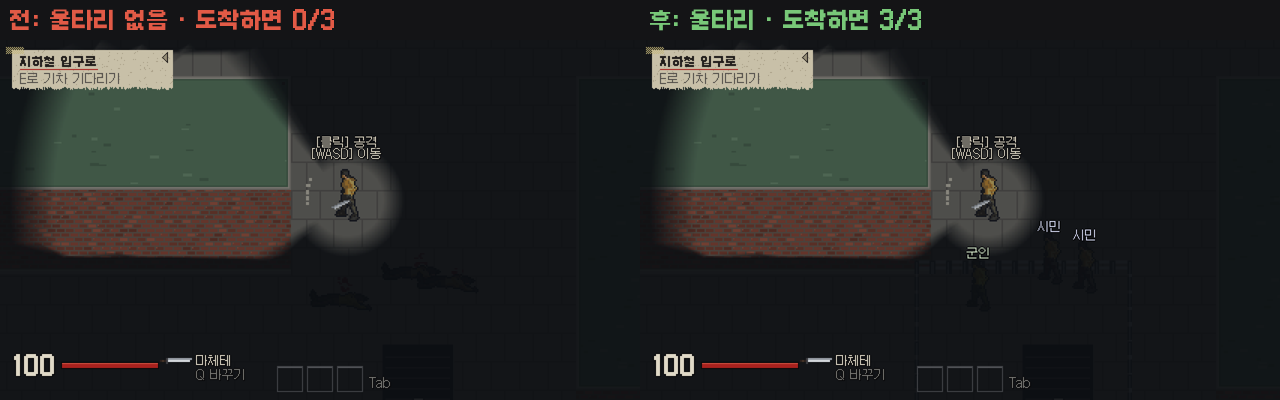 전: 울타리 없음 · 도착하면 0/3
지하철 입구로
E로 기차 기다리기
[클릭] 공격
[WASD] 이동
100
마체테
Q 바꾸기
Tab
후: 울타리 · 도착하면 3/3
지하철 입구로
E로 기차 기다리기
[클릭] 공격
[WASD] 이동
시민
시민
군인
100
마체테
Q 바꾸기
Tab